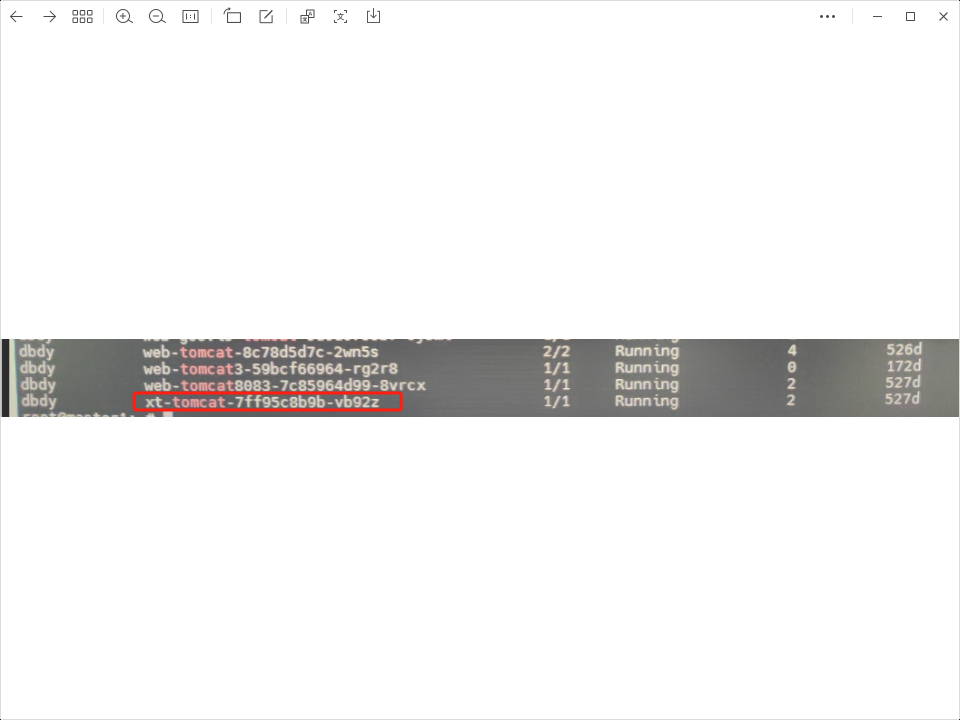 dbdy web-tomcat-8c78d5d7c-2wn5s 2/2 Running 4 526d
dbdy web-tomcat3-59bcf66964-rg2r8 1/1 Running 0 172d
dbdy web-tomcat8083-7c85964d99-8vrcx 1/1 Running 2 527d
dbdy xt-tomcat-7ff95c8b9b-vb92z 1/1 Running 2 527d